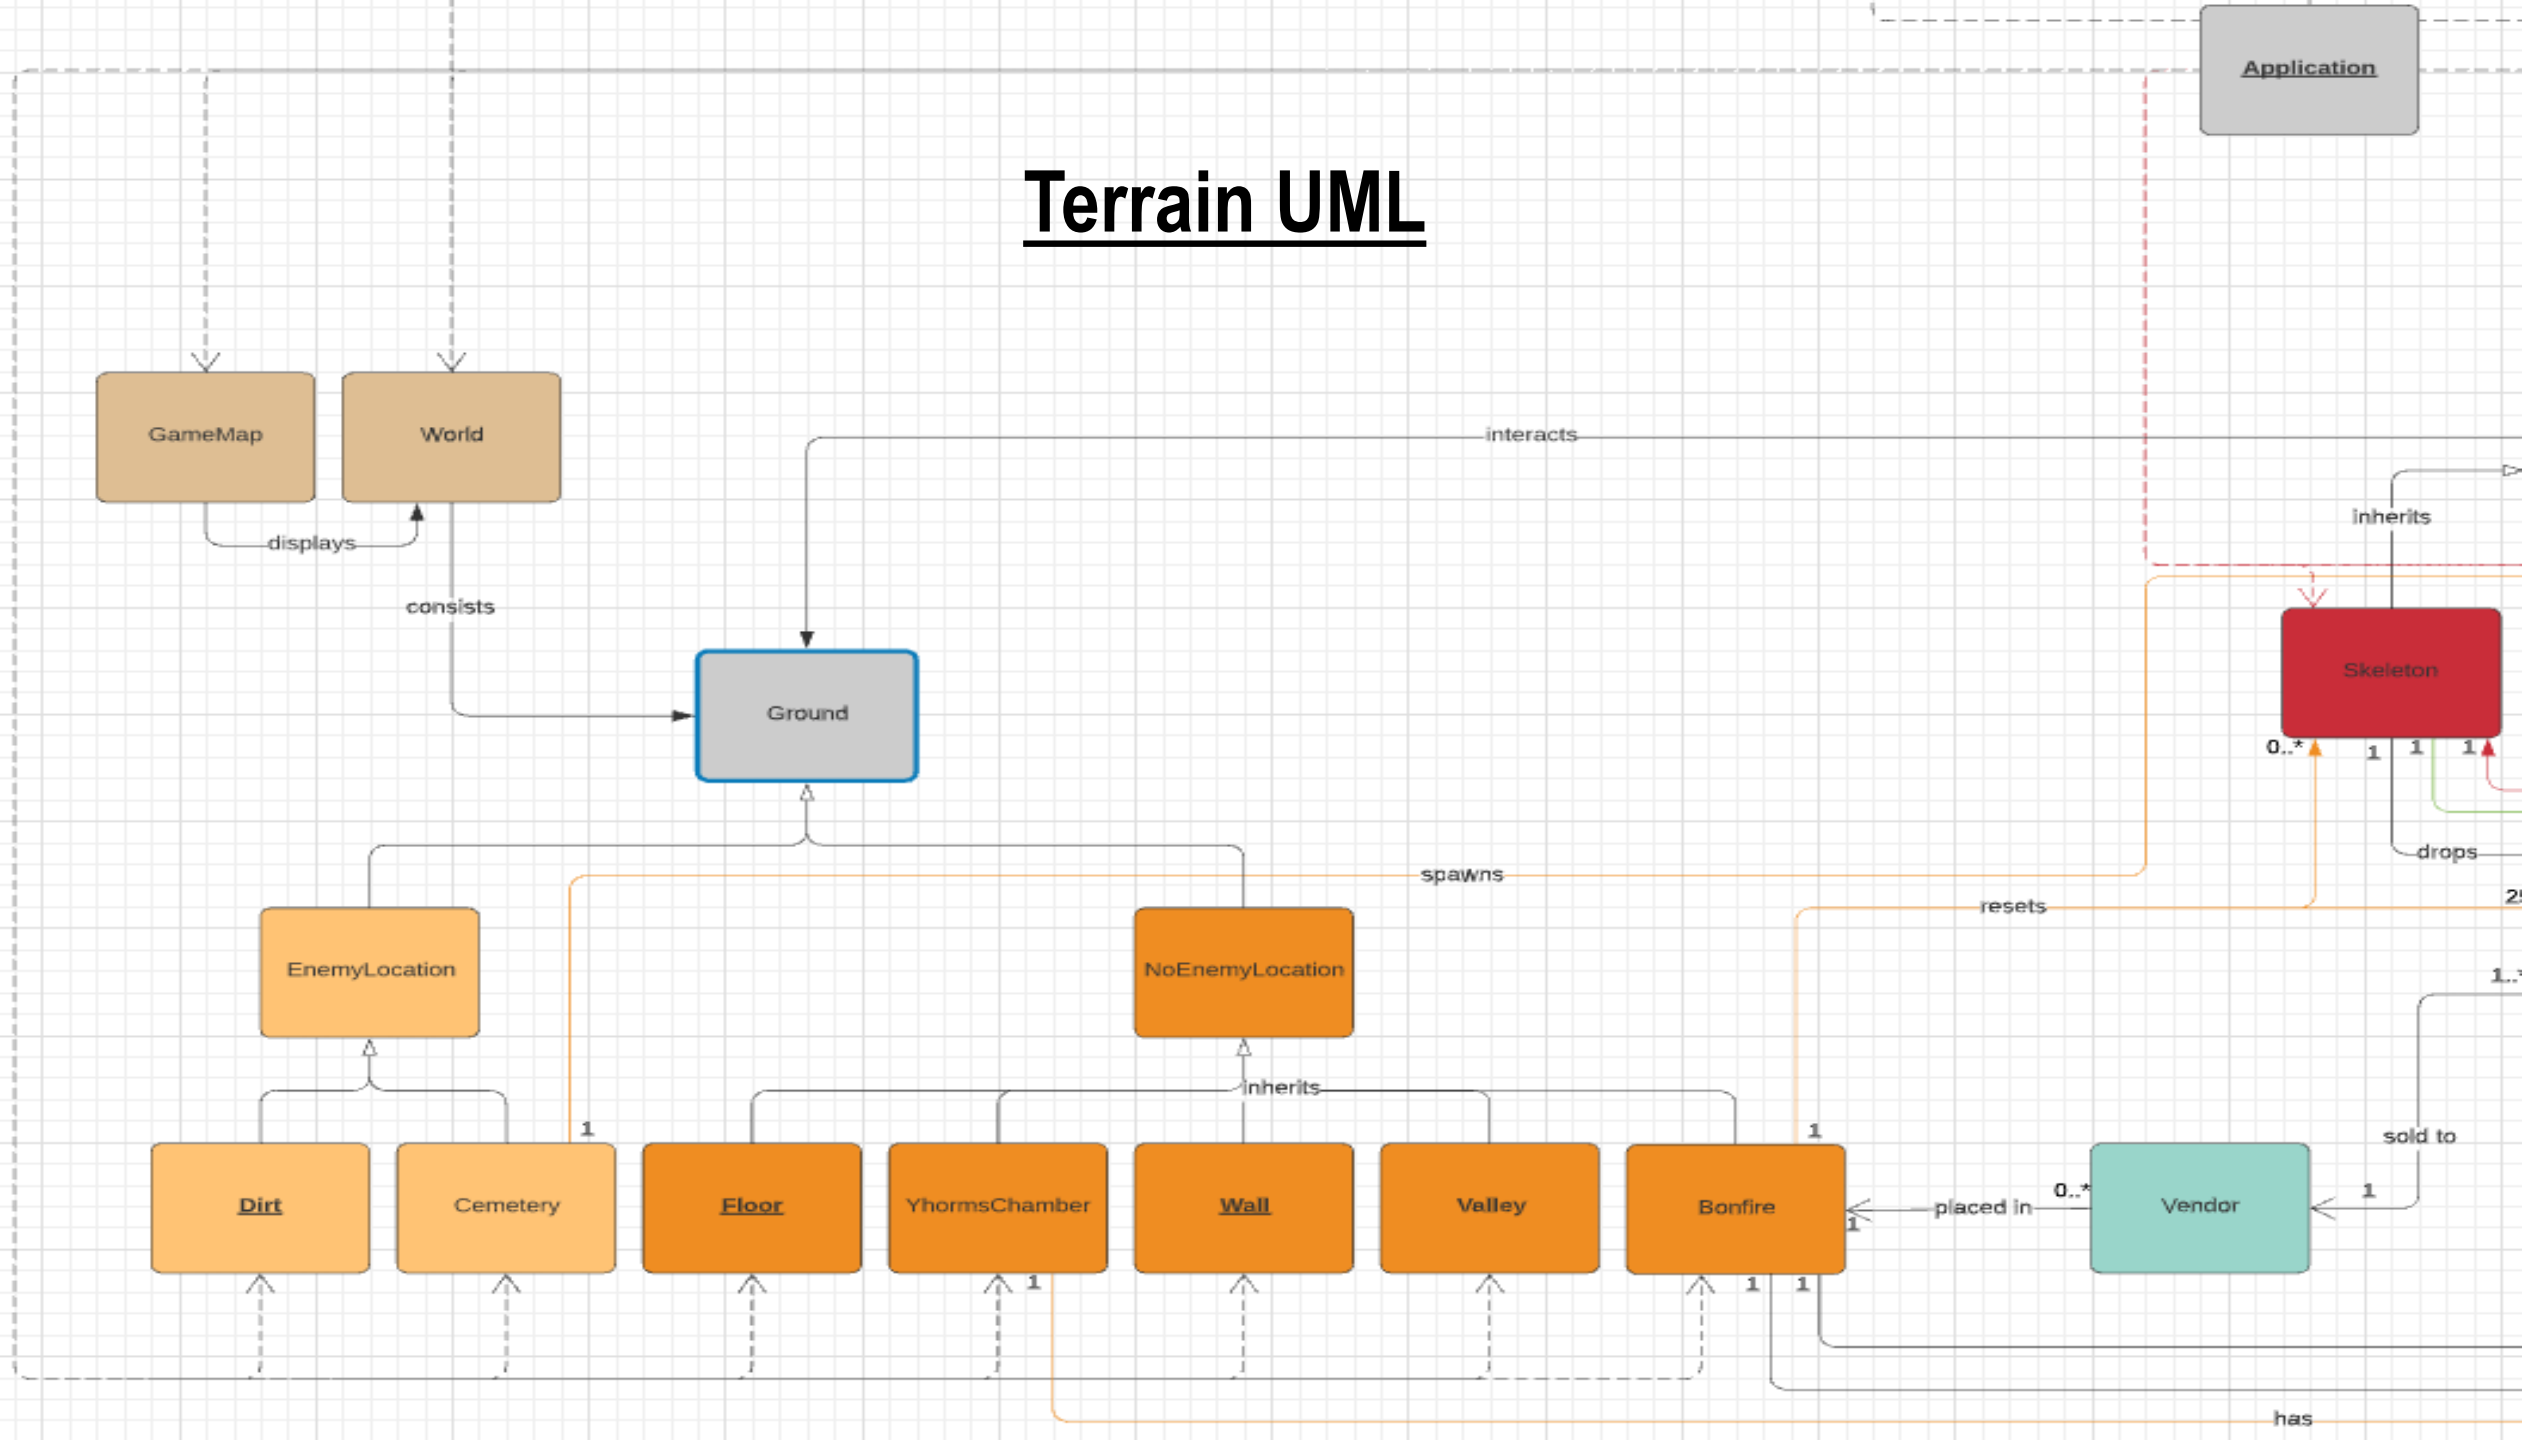 Application
Terrain UML
GameMap
World
interacts
inherits
displays
consists
Skeleton
Ground
0..*
1
1
1
drops
spawns
resets
EnemyLocation
NoEnemyLocation
inherits
1
1
sold to
Dirt
Cemetery
Floor
YhormsChamber
Wall
Valley
Bonfire
1
placed in
0..*
Vendor
1
1
1
1
has